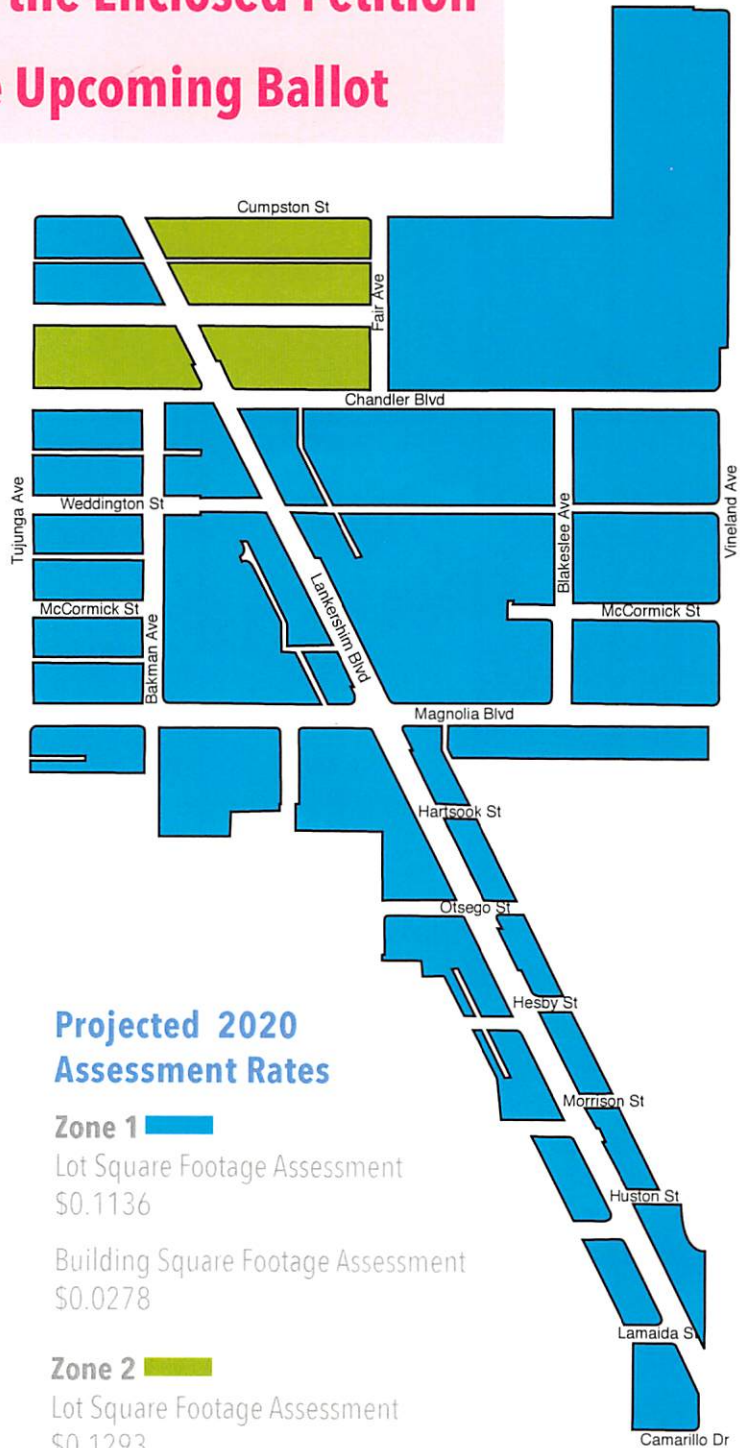 the Enclosed Petition
Upcoming Ballot
Cumpston St
Fair Ave
Chandler Blvd
Tujunga Ave
Weddington St
Blakeslee Ave
Vineland Ave
McCormick St
Bakman Ave
Lankershim Blvd
McCormick St
Magnolia Blvd
Hartsook St
Otsego St
Hesby St
Projected 2020
Assessment Rates
Morrison St
Zone 1
Lot Square Footage Assessment
$0.1136
Huston St
Building Square Footage Assessment
$0.0278
Lamaida St
Zone 2
Lot Square Footage Assessment
$0.1293
Camarillo Dr